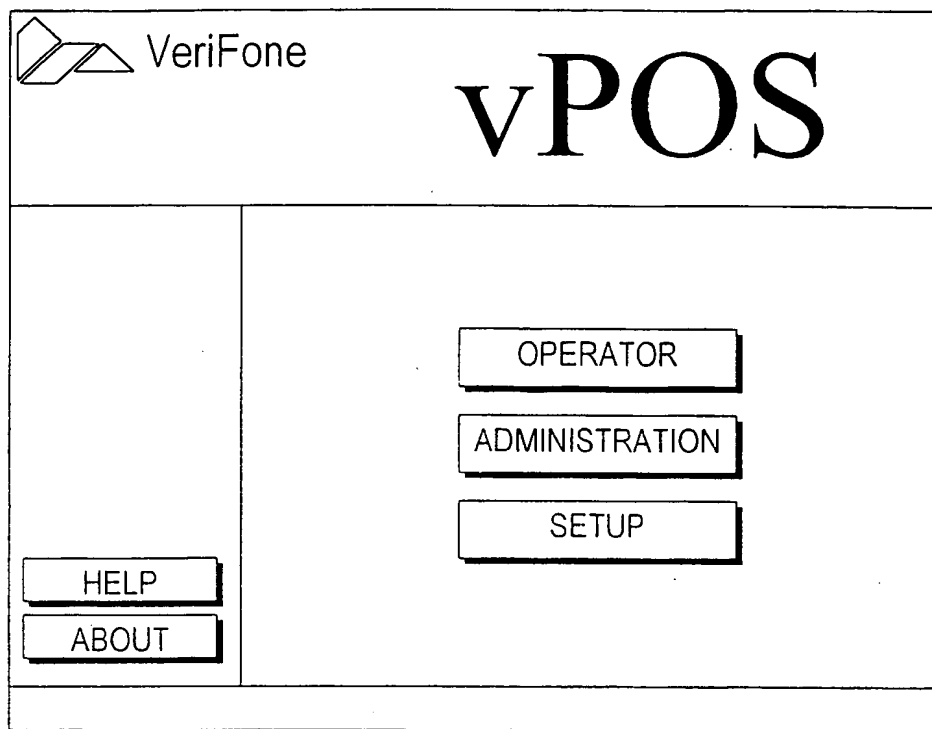 VeriFone
vPOS
OPERATOR
ADMINISTRATION
SETUP
HELP
ABOUT